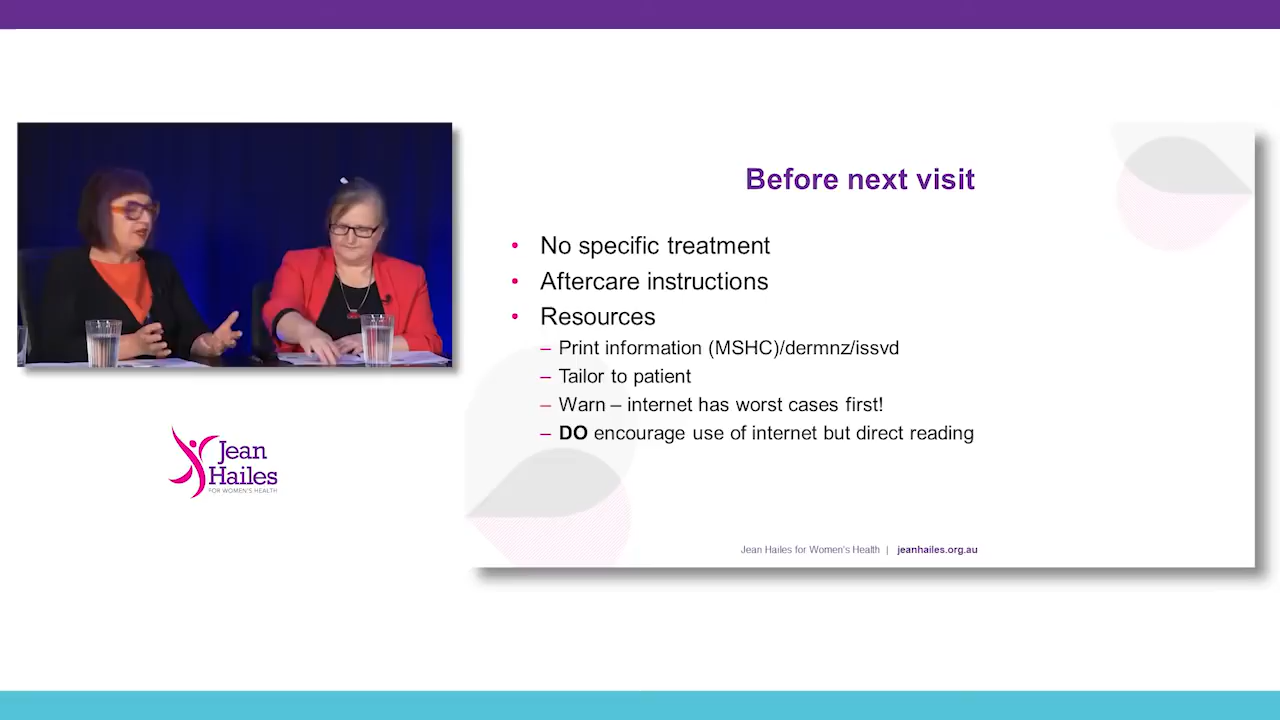 Before next visit
• No specific treatment
• Aftercare instructions
• Resources
– Print information (MSHC)/dermnz/issvd
– Tailor to patient
– Warn – internet has worst cases first!
– DO encourage use of internet but direct reading
Jean
Hailes
FOR WOMEN'S HEALTH
Jean Hailes for Women's Health | jeanhailes.org.au